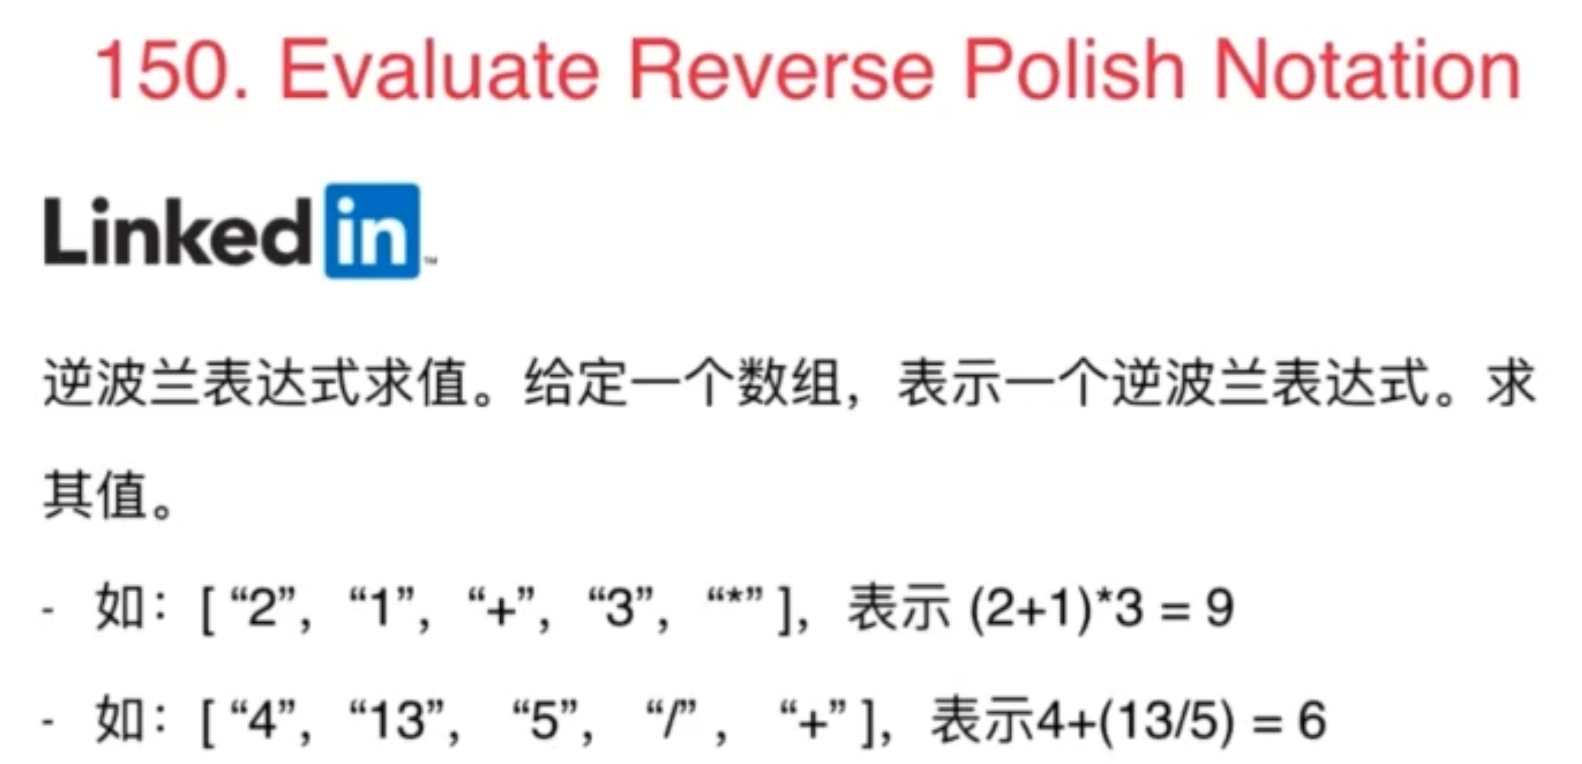 150. Evaluate Reverse Polish Notation
Linked in™
逆波兰表达式求值。给定一个数组，表示一个逆波兰表达式。求
其值。
- 如：[ “2”, “1”, “+”, “3”, “*” ]，表示 (2+1)*3 = 9
- 如：[ “4”, “13”, “5”, “/” , “+” ]，表示4+(13/5) = 6